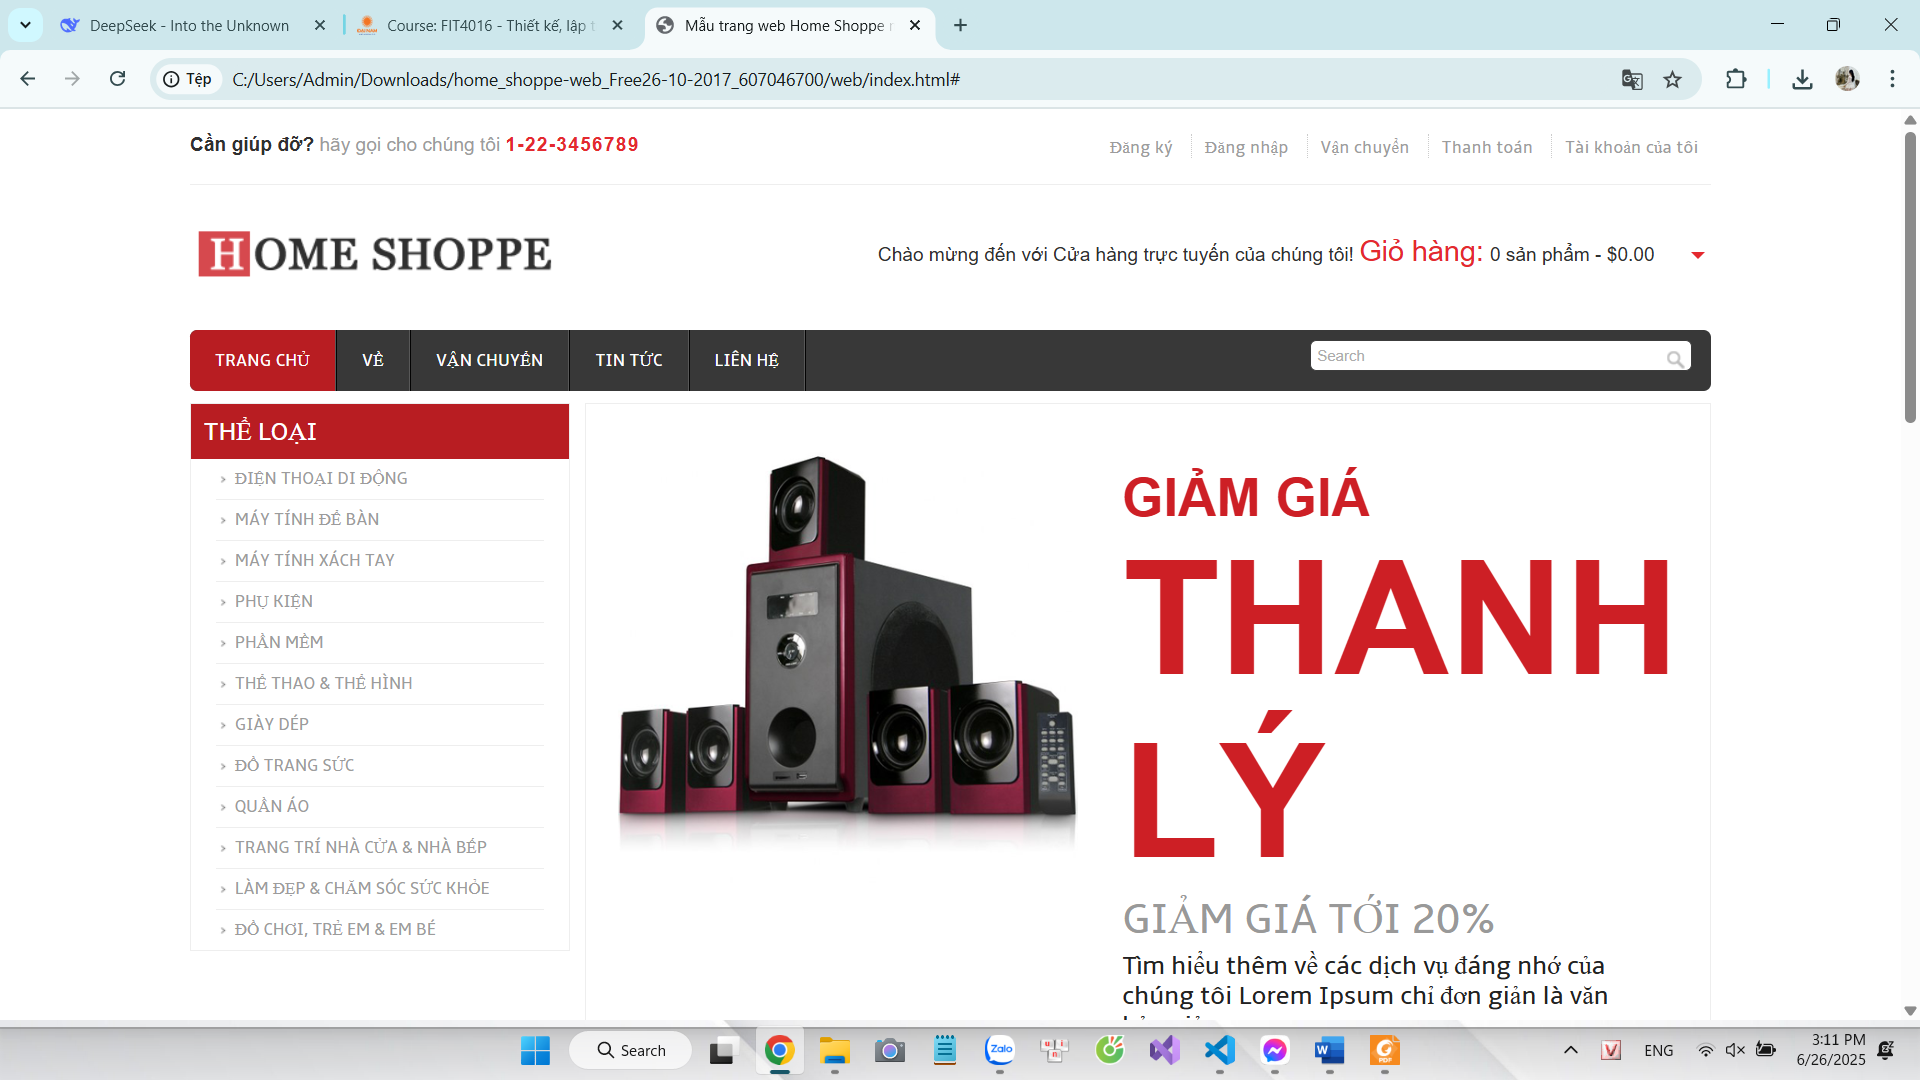 DeepSeek - Into the Unknown
Course: FIT4016 - Thiết kế, lập t
Mẫu trang web Home Shoppe
Tệp
C:/Users/Admin/Downloads/home_shoppe-web_Free26-10-2017_607046700/web/index.html#
Cần giúp đỡ? hãy gọi cho chúng tôi 1-22-3456789
Đăng ký
Đăng nhập
Vận chuyển
Thanh toán
Tài khoản của tôi
HOME SHOPPE
Chào mừng đến với Cửa hàng trực tuyến của chúng tôi! Giỏ hàng: 0 sản phẩm - $0.00
TRANG CHỦ
VỀ
VẬN CHUYỂN
TIN TỨC
LIÊN HỆ
Search
THỂ LOẠI
ĐIỆN THOẠI DI ĐỘNG
MÁY TÍNH ĐỂ BÀN
MÁY TÍNH XÁCH TAY
PHỤ KIỆN
PHẦN MỀM
THỂ THAO & THỂ HÌNH
GIÀY DÉP
ĐỒ TRANG SỨC
QUẦN ÁO
TRANG TRÍ NHÀ CỬA & NHÀ BẾP
LÀM ĐẸP & CHĂM SÓC SỨC KHỎE
ĐỒ CHƠI, TRẺ EM & EM BÉ
GIẢM GIÁ
THANH
LÝ
GIẢM GIÁ TỚI 20%
Tìm hiểu thêm về các dịch vụ đáng nhớ của
chúng tôi Lorem Ipsum chỉ đơn giản là văn
Search
Zalo
ENG
3:11 PM
6/26/2025